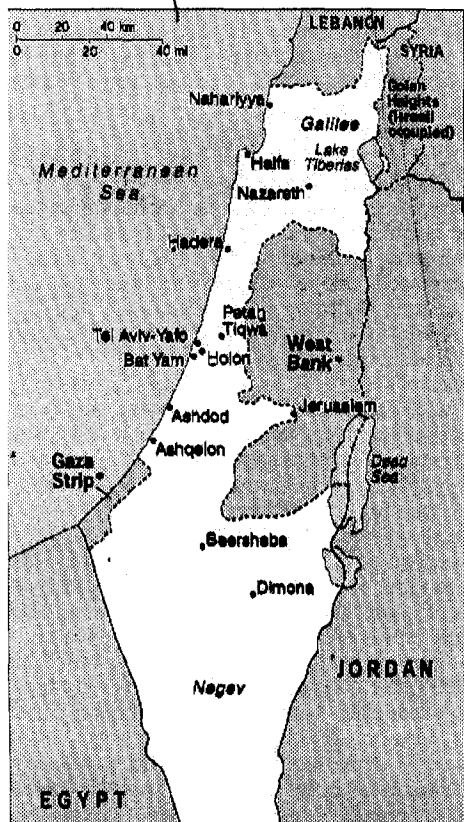 LEBANON
0 20 40 km
0 20 40 mi
SYRIA
Nahariyya
Golan
Heights
(Israeli
occupied)
Galilee
Haifa
Lake
Tiberias
Mediterranean
Sea
Nazareth
Hadera
Petah
Tiqwa
Tel Aviv-Yafo
Holon
Bat Yam
West
Bank
Jerusalem
Ashdod
Ashqelon
Dead
Sea
Gaza
Strip
Beersheba
Dimona
JORDAN
Negev
EGYPT